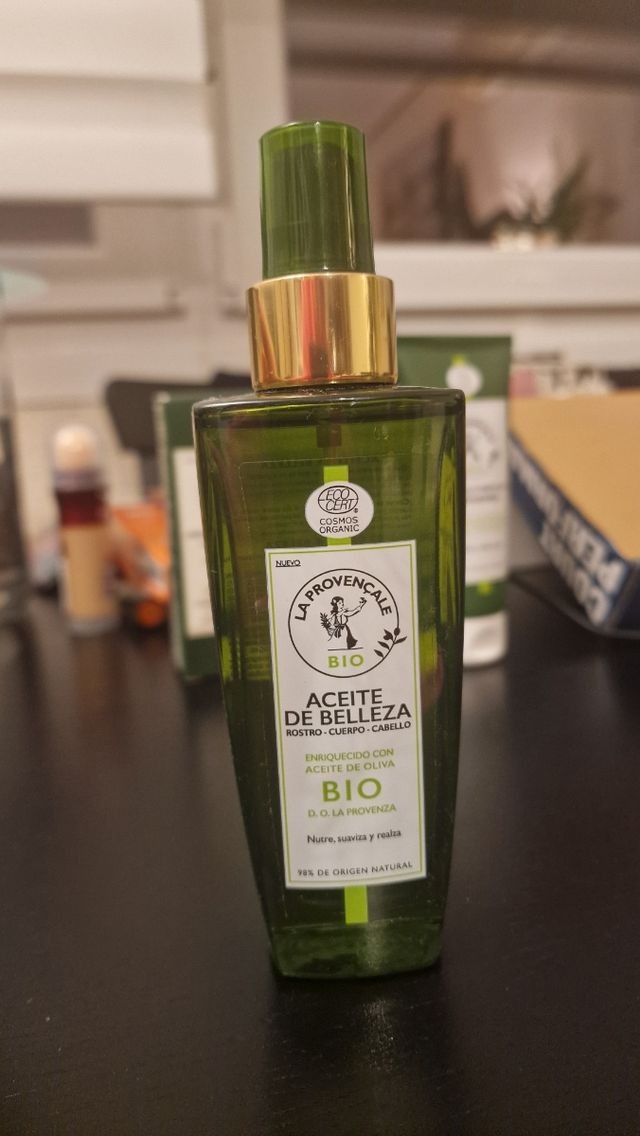 ECO
CERT®
COSMOS
ORGANIC
NUEVO
LA PROVENÇALE
BIO
ACEITE
DE BELLEZA
ROSTRO - CUERPO - CABELLO
ENRIQUECIDO CON
ACEITE DE OLIVA
BIO
D. O. LA PROVENZA
Nutre, suaviza y realza
98% DE ORIGEN NATURAL